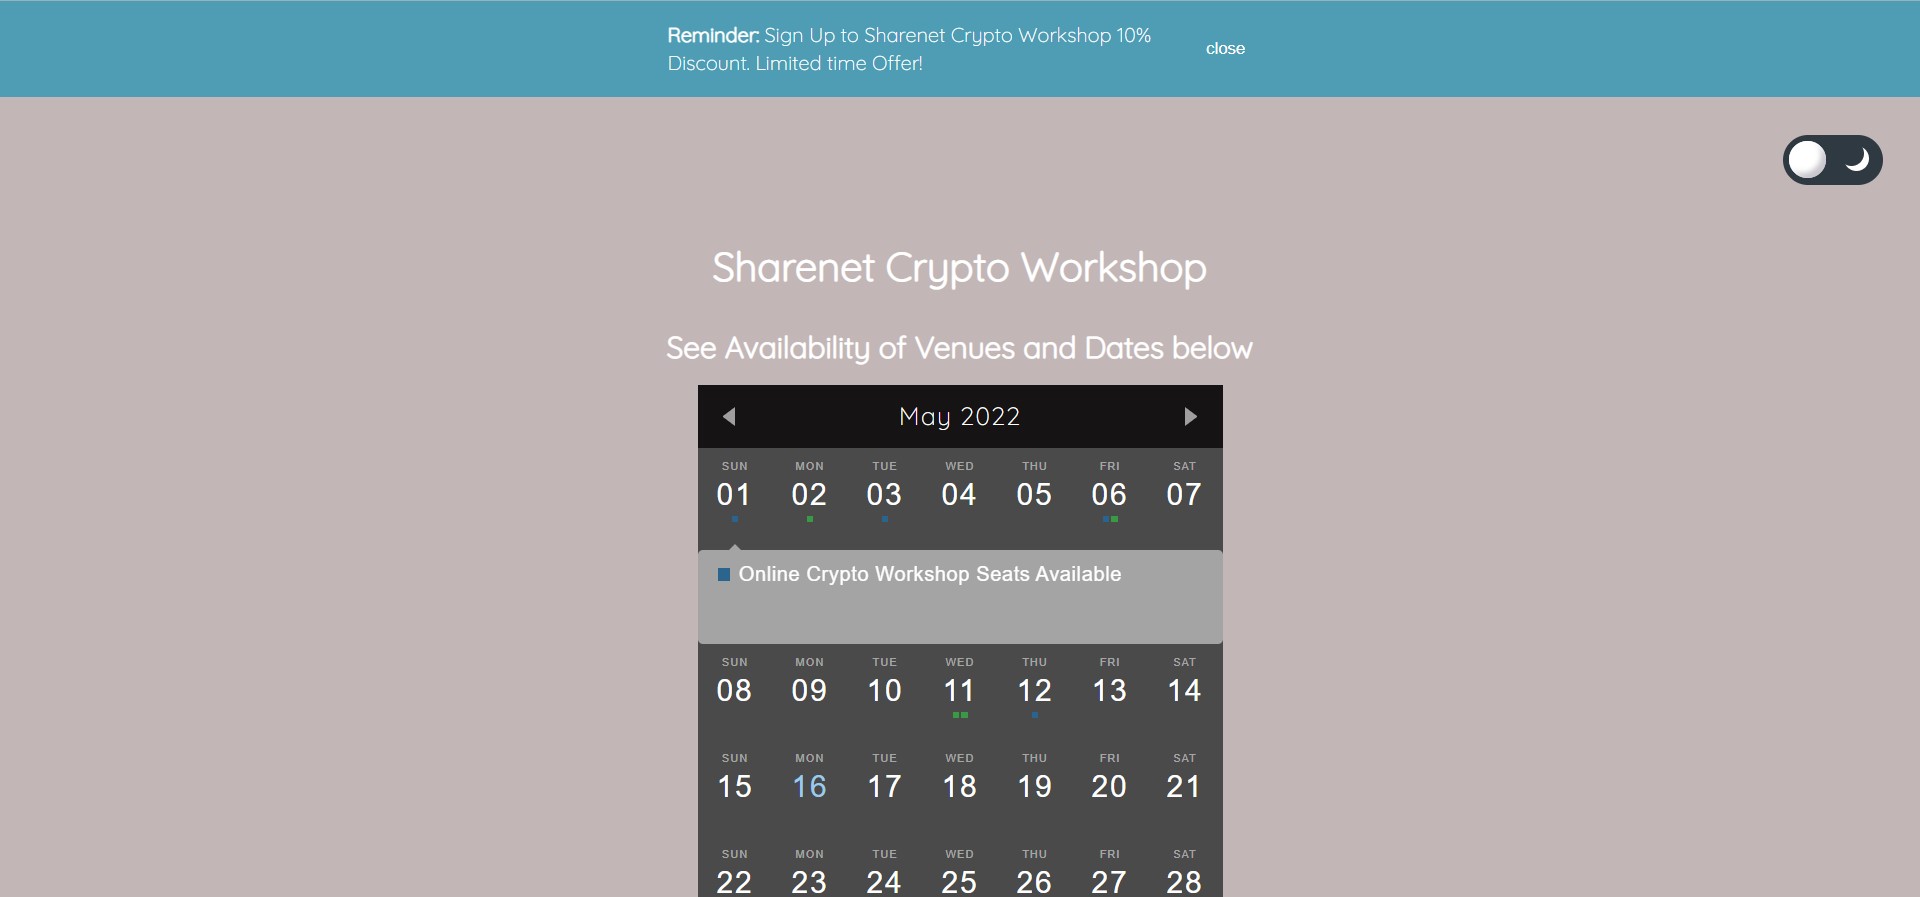 Reminder: Sign Up to Sharenet Crypto Workshop 10%
Discount. Limited time Offer!
close
Sharenet Crypto Workshop
See Availability of Venues and Dates below
May 2022
SUN MON TUE WED THU FRI SAT
01 02 03 04 05 06 07
Online Crypto Workshop Seats Available
SUN MON TUE WED THU FRI SAT
08 09 10 11 12 13 14
SUN MON TUE WED THU FRI SAT
15 16 17 18 19 20 21
SUN MON TUE WED THU FRI SAT
22 23 24 25 26 27 28